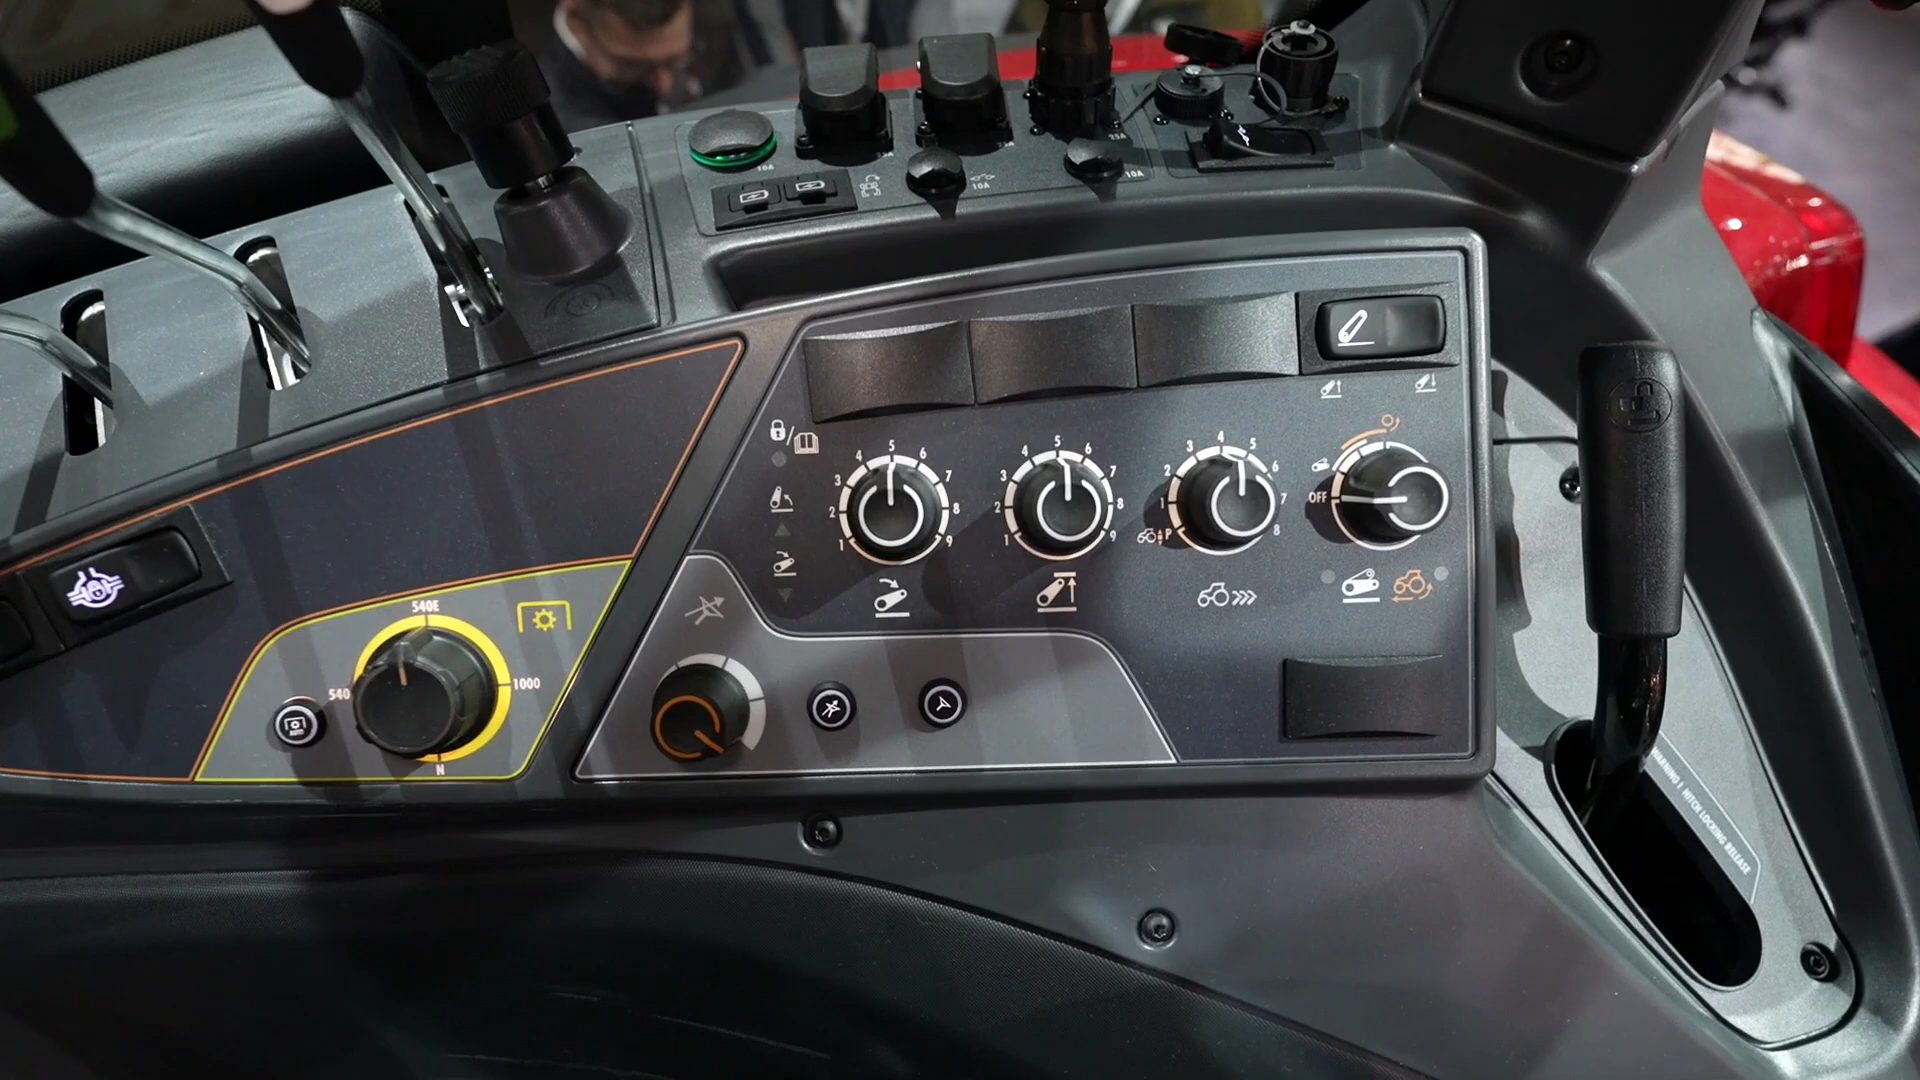 10A
10A
25A
10A
5
4 6
3 7
2 8
1 9
5
4 6
3 7
2 8
1 9
4
3 5
2 6
1 7
P 8
OFF
540E
540
1000
AUTO
N
WARNING! HITCH LOCKING RELEASE